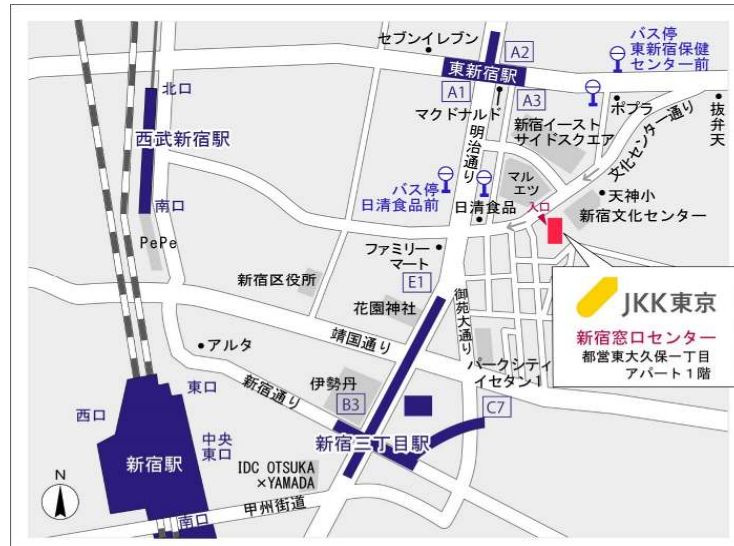 セブンイレブン
A2
バス停
東新宿保健
センター前
東新宿駅
A1
A3
マクドナルド
ポプラ
抜弁天
北口
西武新宿駅
南口
PePe
明治通り
新宿イースト
サイドスクエア
文化センター通り
バス停
日清食品前
マル
エツ
日清食品
入口
天神小
新宿文化センター
ファミリー
マート
E1
新宿区役所
花園神社
御苑大通り
靖国通り
JKK東京
新宿窓口センター
都営東大久保一丁目
アパート1階
アルタ
パークシティ
イセタン1
新宿通り
伊勢丹
B3
C7
東口
西口
中央
東口
新宿駅
新宿三丁目駅
IDC OTSUKA
×YAMADA
甲州街道
南口
N